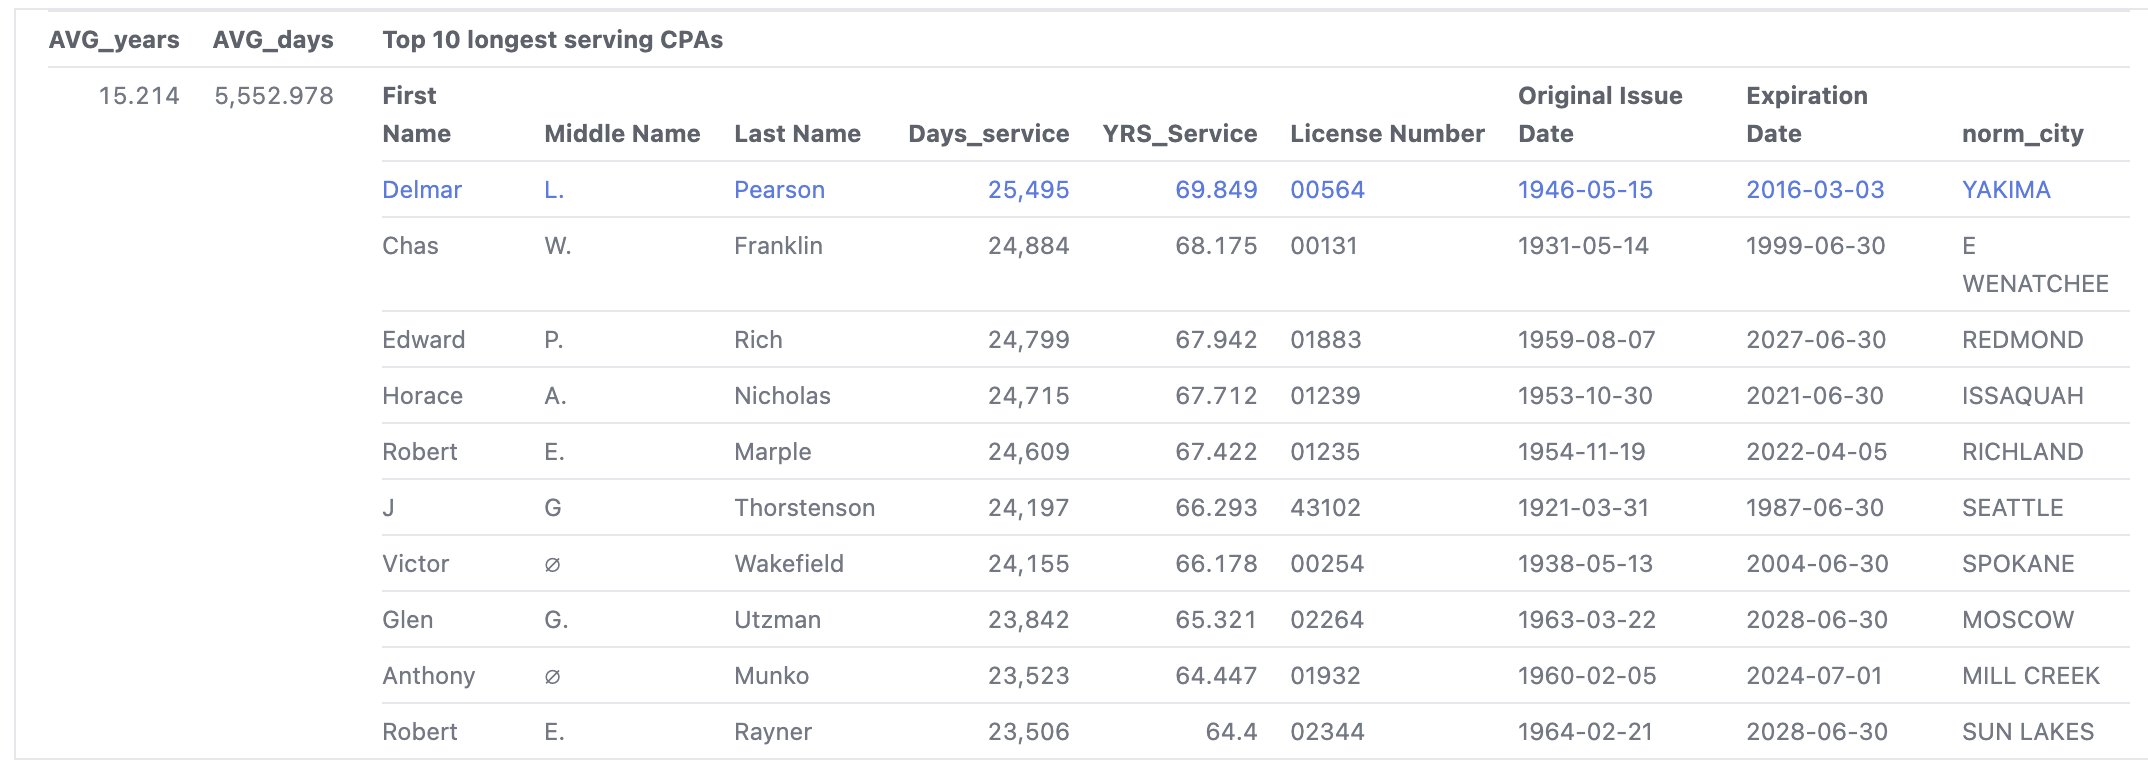 AVG_years AVG_days Top 10 longest serving CPAs
15.214 5,552.978 First Name Middle Name Last Name Days_service YRS_Service License Number Original Issue Date Expiration Date norm_city
Delmar L. Pearson 25,495 69.849 00564 1946-05-15 2016-03-03 YAKIMA
Chas W. Franklin 24,884 68.175 00131 1931-05-14 1999-06-30 E WENATCHEE
Edward P. Rich 24,799 67.942 01883 1959-08-07 2027-06-30 REDMOND
Horace A. Nicholas 24,715 67.712 01239 1953-10-30 2021-06-30 ISSAQUAH
Robert E. Marple 24,609 67.422 01235 1954-11-19 2022-04-05 RICHLAND
J G Thorstenson 24,197 66.293 43102 1921-03-31 1987-06-30 SEATTLE
Victor ∅ Wakefield 24,155 66.178 00254 1938-05-13 2004-06-30 SPOKANE
Glen G. Utzman 23,842 65.321 02264 1963-03-22 2028-06-30 MOSCOW
Anthony ∅ Munko 23,523 64.447 01932 1960-02-05 2024-07-01 MILL CREEK
Robert E. Rayner 23,506 64.4 02344 1964-02-21 2028-06-30 SUN LAKES